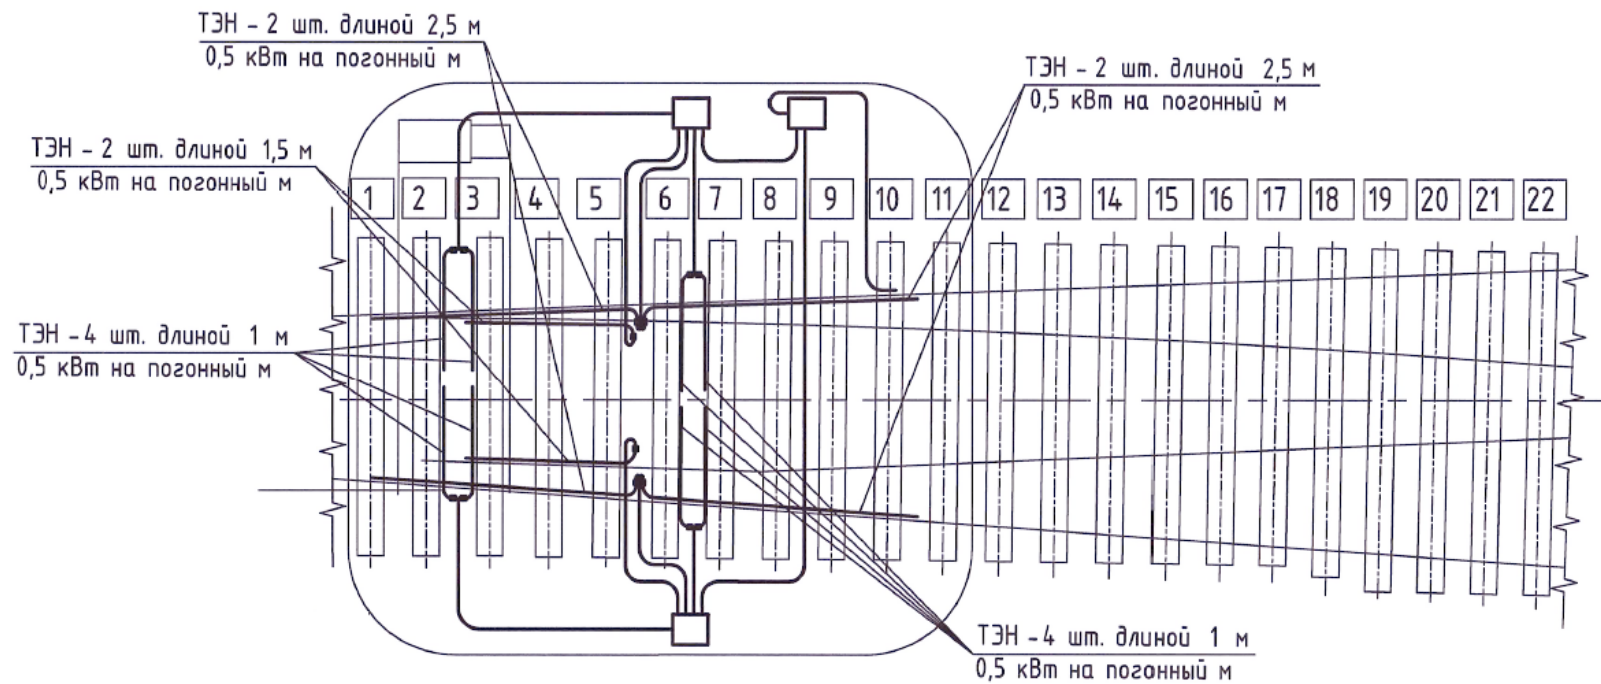 ТЭН – 2 шт. длиной 2,5 м
0,5 кВт на погонный м
ТЭН – 2 шт. длиной 2,5 м
0,5 кВт на погонный м
ТЭН – 2 шт. длиной 1,5 м
0,5 кВт на погонный м
1 2 3 4 5 6 7 8 9 10 11 12 13 14 15 16 17 18 19 20 21 22
ТЭН – 4 шт. длиной 1 м
0,5 кВт на погонный м
ТЭН – 4 шт. длиной 1 м
0,5 кВт на погонный м